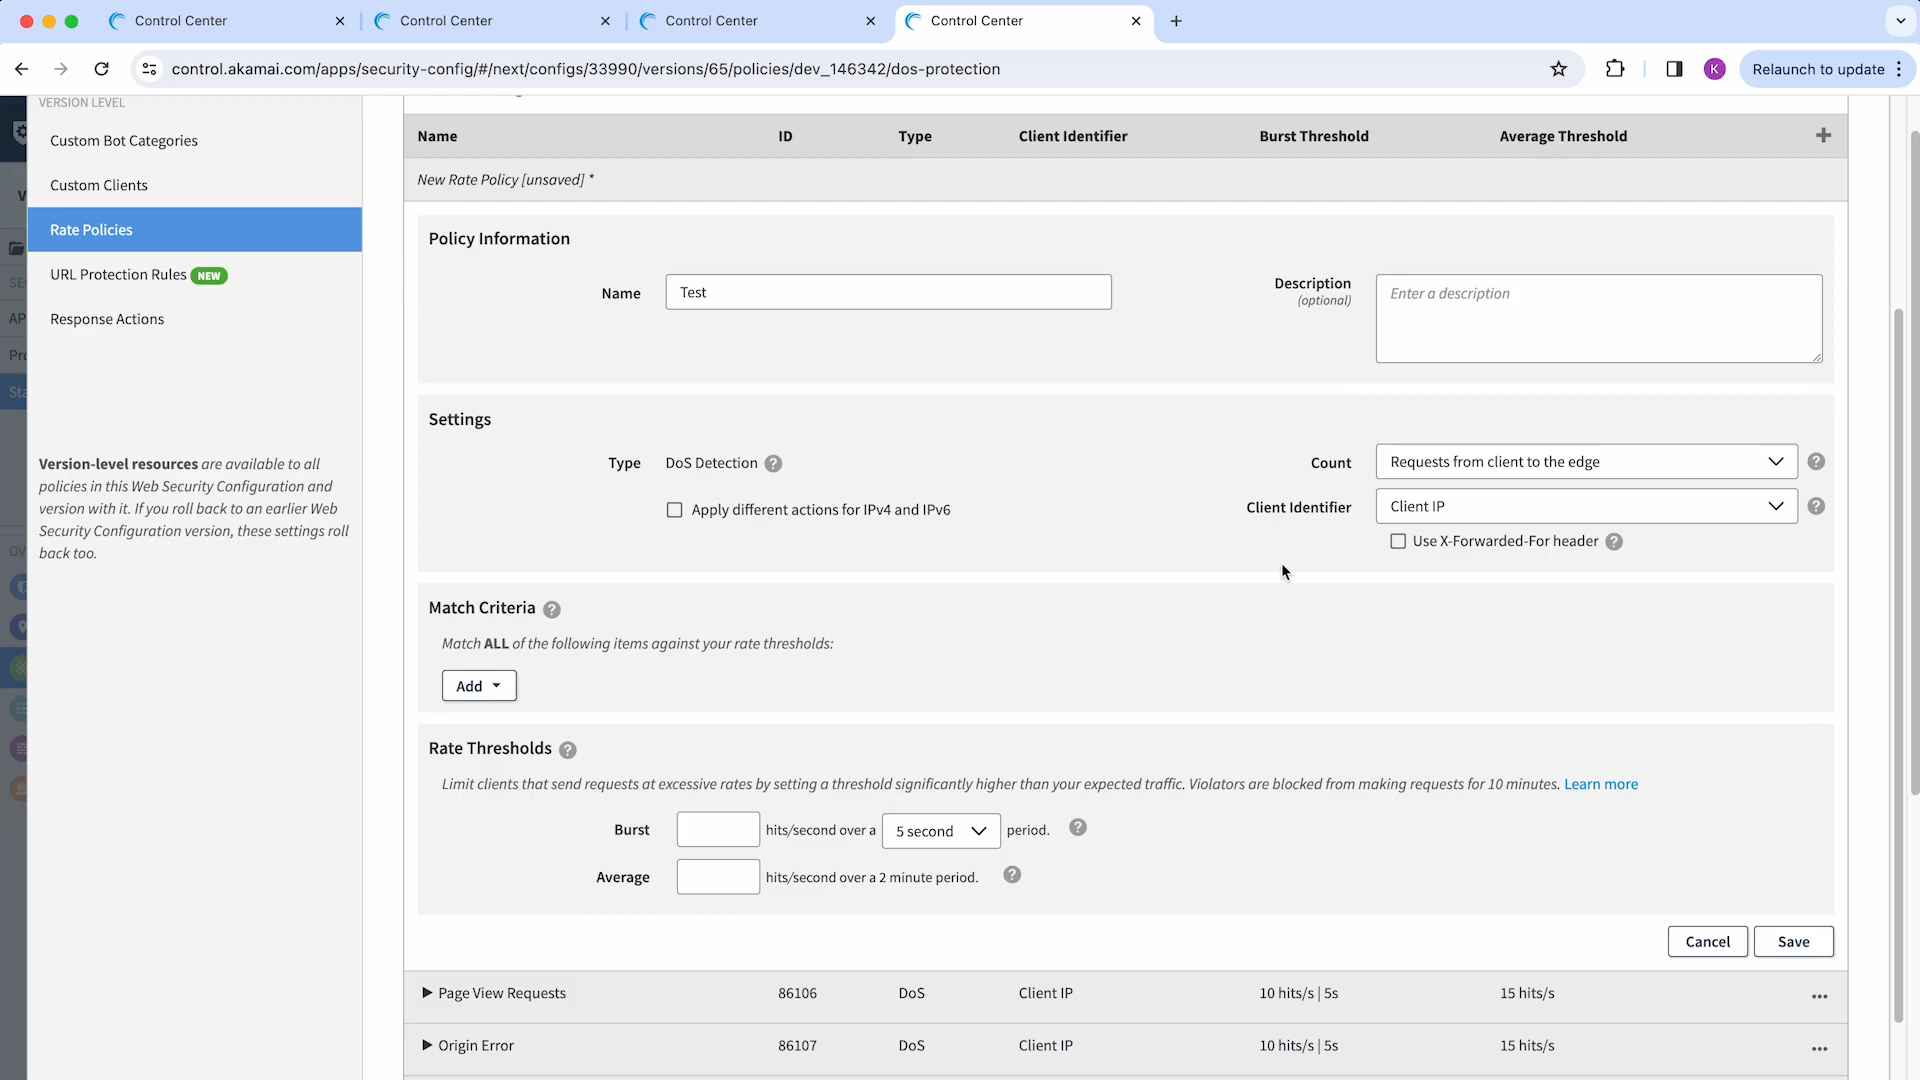 Control Center
Control Center
Control Center
Control Center
control.akamai.com/apps/security-config/#/next/configs/33990/versions/65/policies/dev_146342/dos-protection
K
Relaunch to update
VERSION LEVEL
Custom Bot Categories
Custom Clients
Rate Policies
URL Protection Rules NEW
Response Actions
Version-level resources are available to all
policies in this Web Security Configuration and
version with it. If you roll back to an earlier Web
Security Configuration version, these settings roll
back too.
Name ID Type Client Identifier Burst Threshold Average Threshold
New Rate Policy [unsaved] *
Policy Information
Name Test
Description
(optional)
Enter a description
Settings
Type DoS Detection
Apply different actions for IPv4 and IPv6
Count Requests from client to the edge
Client Identifier Client IP
Use X-Forwarded-For header
Match Criteria
Match ALL of the following items against your rate thresholds:
Add
Rate Thresholds
Limit clients that send requests at excessive rates by setting a threshold significantly higher than your expected traffic. Violators are blocked from making requests for 10 minutes. Learn more
Burst hits/second over a 5 second period.
Average hits/second over a 2 minute period.
Cancel Save
Page View Requests 86106 DoS Client IP 10 hits/s | 5s 15 hits/s
Origin Error 86107 DoS Client IP 10 hits/s | 5s 15 hits/s